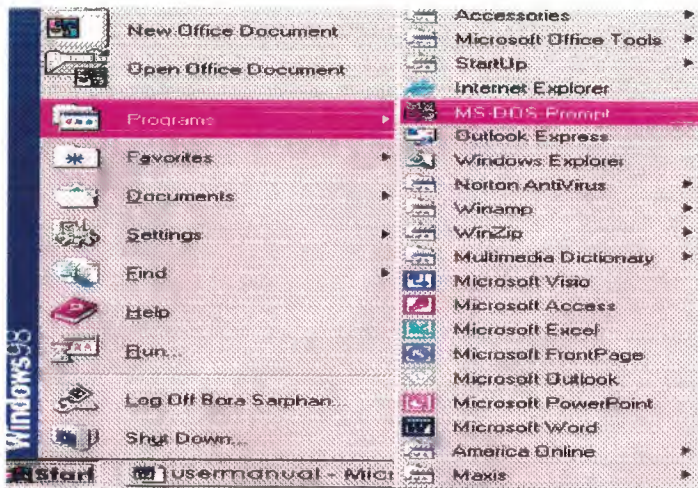 New Office Document
Open Office Document
Programs
Favorites
Documents
Settings
Find
Help
Run...
Log Off Bora Sarphan...
Shut Down...
Windows98
Start
usermanual - Micr
Accessories
Microsoft Office Tools
StartUp
Internet Explorer
MS-DOS Prompt
Outlook Express
Windows Explorer
Norton AntiVirus
Winamp
WinZip
Multimedia Dictionary
Microsoft Visio
Microsoft Access
Microsoft Excel
Microsoft FrontPage
Microsoft Outlook
Microsoft PowerPoint
Microsoft Word
America Online
Maxis